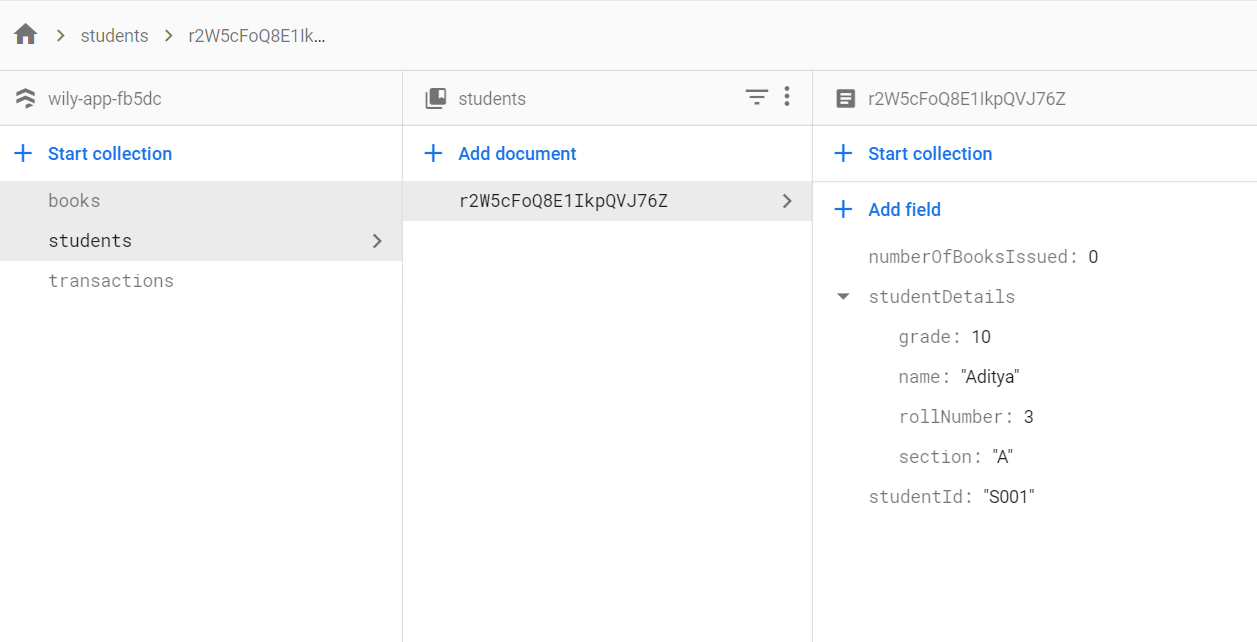 students r2W5cFoQ8E1Ik...
wily-app-fb5dc
Start collection
books
students
transactions
students
Add document
r2W5cFoQ8E1IkpQVJ76Z
r2W5cFoQ8E1IkpQVJ76Z
Start collection
Add field
numberOfBooksIssued: 0
studentDetails
grade: 10
name: "Aditya"
rollNumber: 3
section: "A"
studentId: "S001"